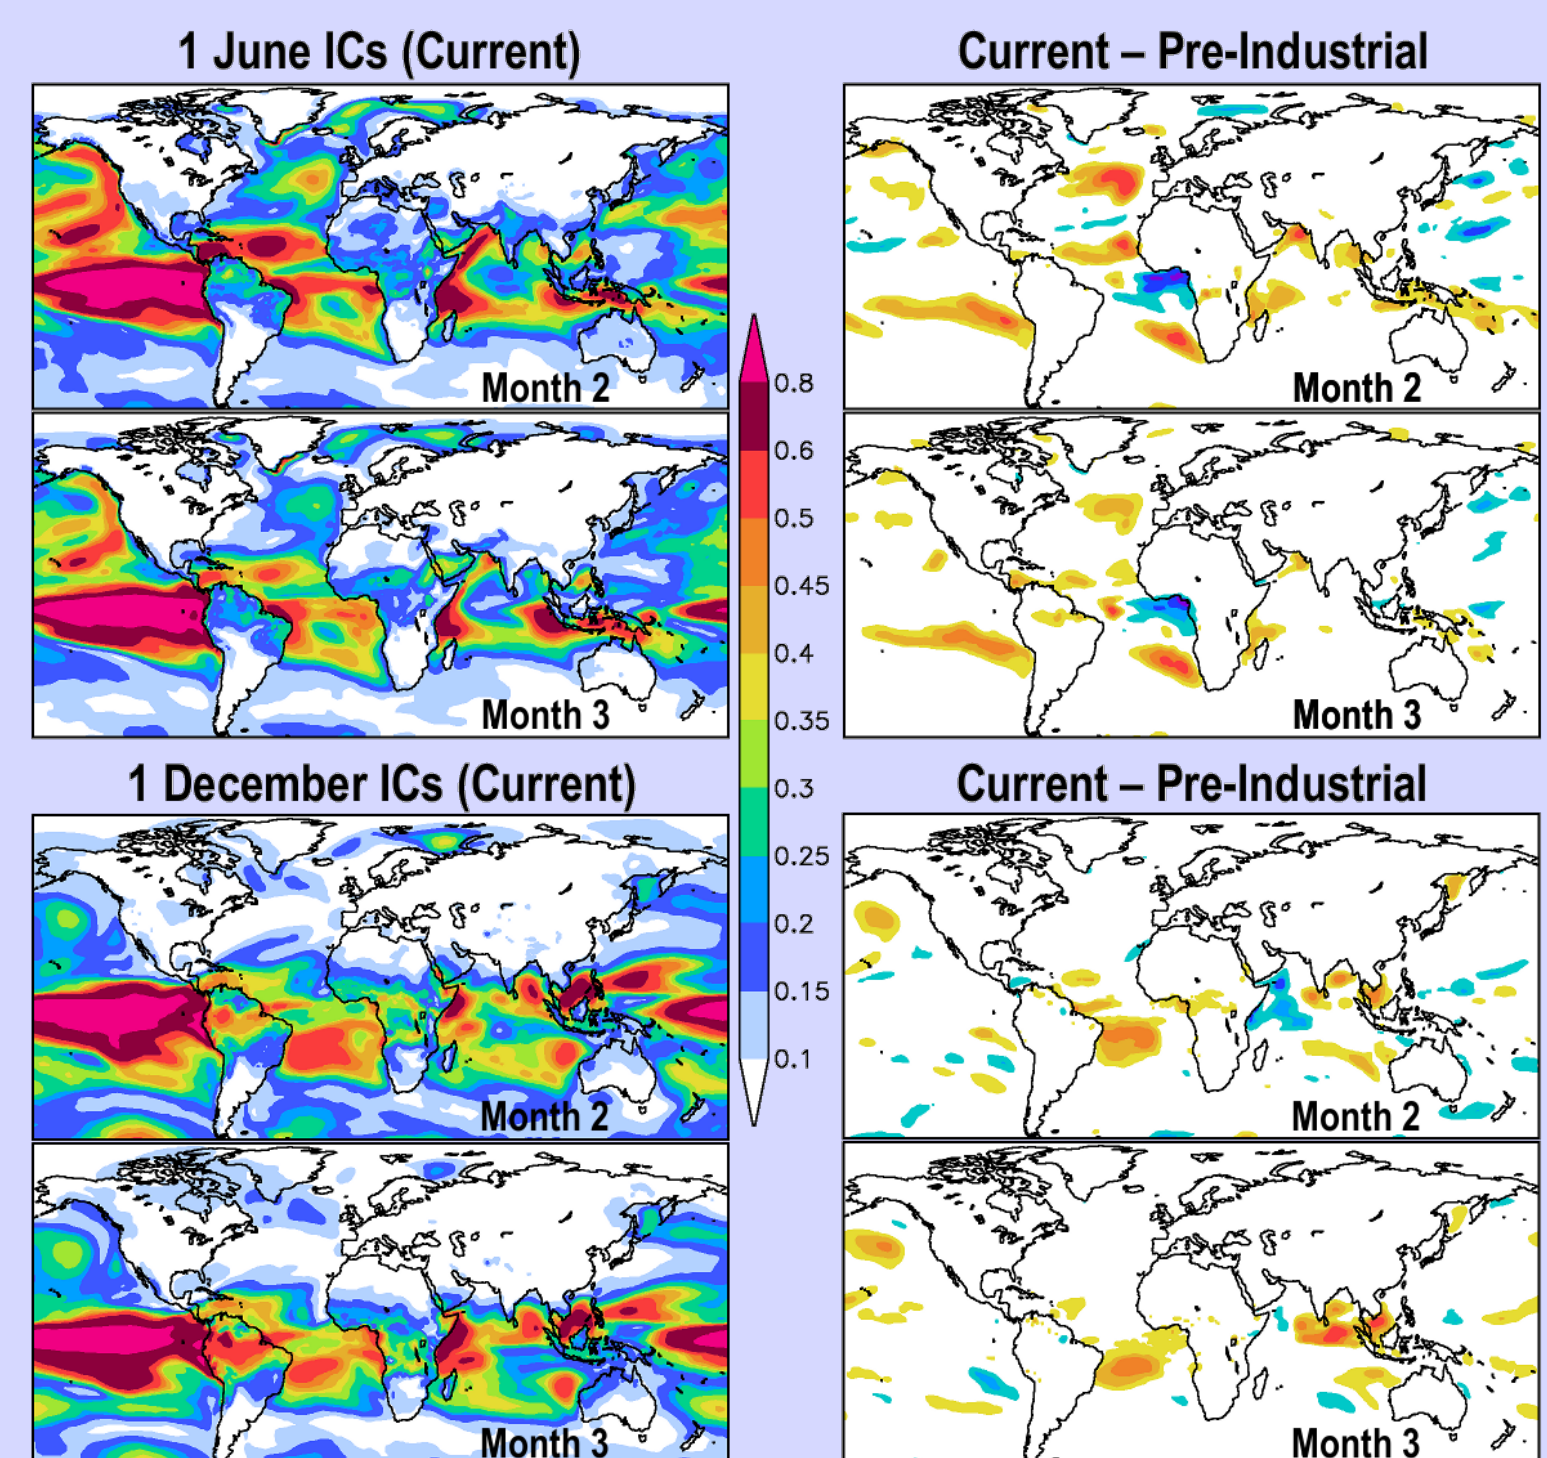 1 June ICs (Current)
Current – Pre-Industrial
Month 2
Month 2
Month 3
Month 3
0.8
0.6
0.5
0.45
0.4
0.35
0.3
0.25
0.2
0.15
0.1
1 December ICs (Current)
Current – Pre-Industrial
Month 2
Month 2
Month 3
Month 3